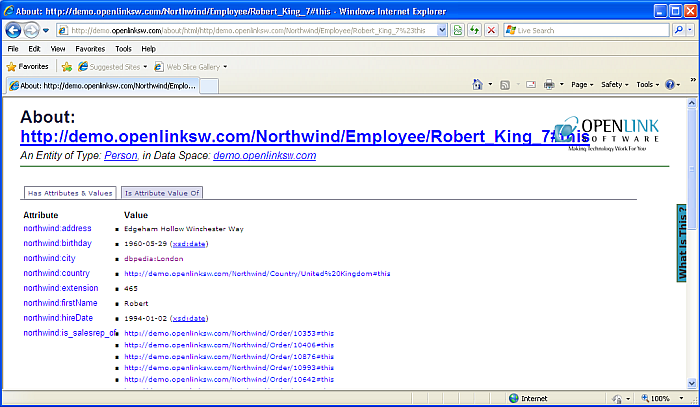 About: http://demo.openlinksw.com/Northwind/Employee/Robert_King_7#this - Windows Internet Explorer
http://demo.openlinksw.com/about/html/http/demo.openlinksw.com/Northwind/Employee/Robert_King_7%23this
Live Search
File Edit View Favorites Tools Help
Favorites Suggested Sites Web Slice Gallery
About: http://demo.openlinksw.com/Northwind/Emplo...
Page Safety Tools
About:
http://demo.openlinksw.com/Northwind/Employee/Robert_King_7#this
OPENLINK
SOFTWARE
Making Technology Work For You
An Entity of Type: Person, in Data Space: demo.openlinksw.com
Has Attributes & Values Is Attribute Value Of
What Is This ?
Attribute Value
northwind:address Edgeham Hollow Winchester Way
northwind:birthday 1960-05-29 (xsd:date)
northwind:city dbpedia:London
northwind:country http://demo.openlinksw.com/Northwind/Country/United%20Kingdom#this
northwind:extension 465
northwind:firstName Robert
northwind:hireDate 1994-01-02 (xsd:date)
northwind:is_salesrep_of http://demo.openlinksw.com/Northwind/Order/10353#this
http://demo.openlinksw.com/Northwind/Order/10406#this
http://demo.openlinksw.com/Northwind/Order/10876#this
http://demo.openlinksw.com/Northwind/Order/10993#this
http://demo.openlinksw.com/Northwind/Order/10642#this
Internet 100%